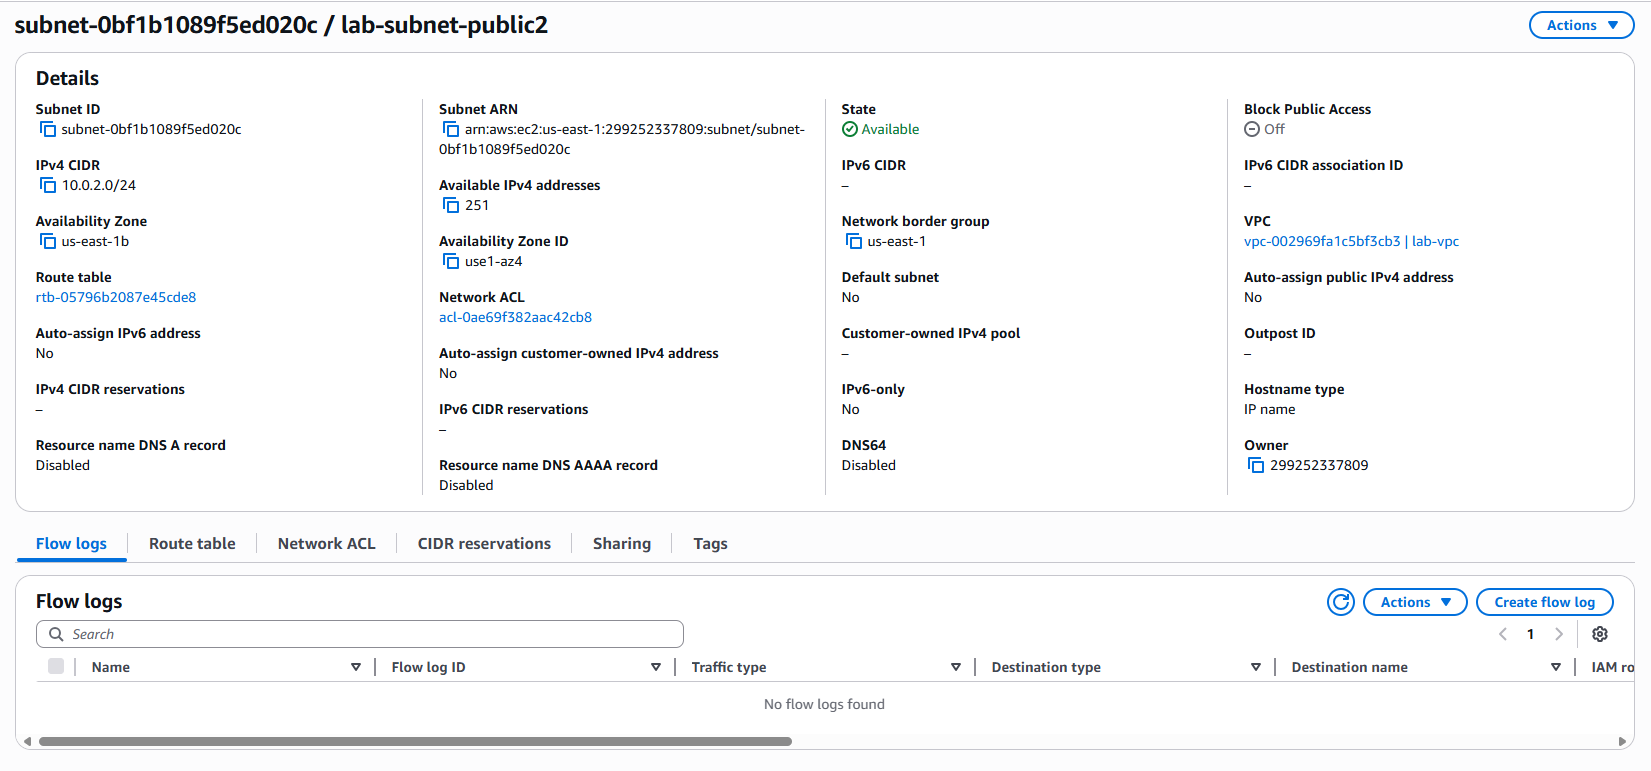 subnet-0bf1b1089f5ed020c / lab-subnet-public2
Actions
Details
Subnet ID
subnet-0bf1b1089f5ed020c
IPv4 CIDR
10.0.2.0/24
Availability Zone
us-east-1b
Route table
rtb-05796b2087e45cde8
Auto-assign IPv6 address
No
IPv4 CIDR reservations
–
Resource name DNS A record
Disabled
Subnet ARN
arn:aws:ec2:us-east-1:299252337809:subnet/subnet-
0bf1b1089f5ed020c
Available IPv4 addresses
251
Availability Zone ID
use1-az4
Network ACL
acl-0ae69f382aac42cb8
Auto-assign customer-owned IPv4 address
No
IPv6 CIDR reservations
–
Resource name DNS AAAA record
Disabled
State
Available
IPv6 CIDR
–
Network border group
us-east-1
Default subnet
No
Customer-owned IPv4 pool
–
IPv6-only
No
DNS64
Disabled
Block Public Access
Off
IPv6 CIDR association ID
–
VPC
vpc-002969fa1c5bf3cb3 | lab-vpc
Auto-assign public IPv4 address
No
Outpost ID
–
Hostname type
IP name
Owner
299252337809
Flow logs
Route table
Network ACL
CIDR reservations
Sharing
Tags
Flow logs
Actions
Create flow log
Search
1
Name
Flow log ID
Traffic type
Destination type
Destination name
IAM ro
No flow logs found